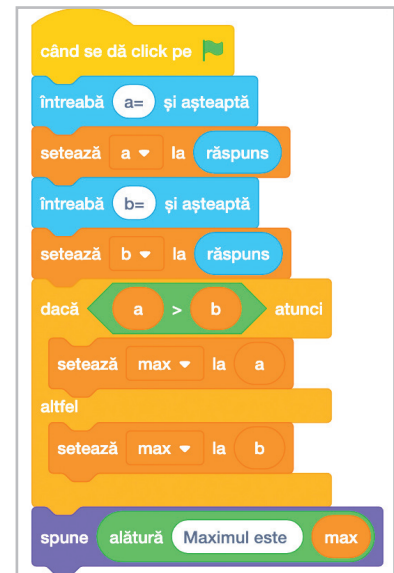 când se dă click pe
întreabă a= și așteaptă
setează a la răspuns
întreabă b= și așteaptă
setează b la răspuns
dacă a > b atunci
setează max la a
altfel
setează max la b
spune alătură Maximul este max